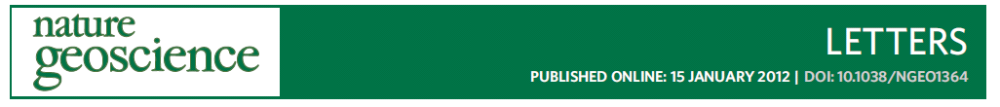 nature
geoscience
LETTERS
PUBLISHED ONLINE: 15 JANUARY 2012 | DOI: 10.1038/NGEO1364